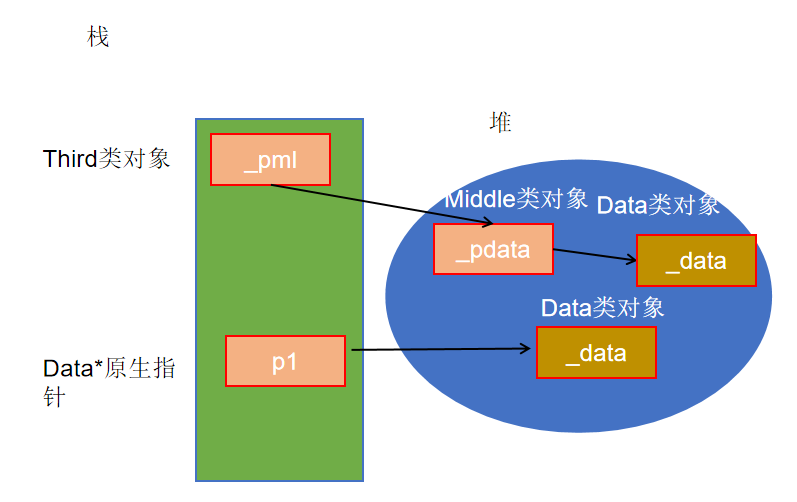 栈
堆
Third类对象
_pml
Middle类对象
Data类对象
_pdata
_data
Data类对象
Data*原生指
针
p1
_data